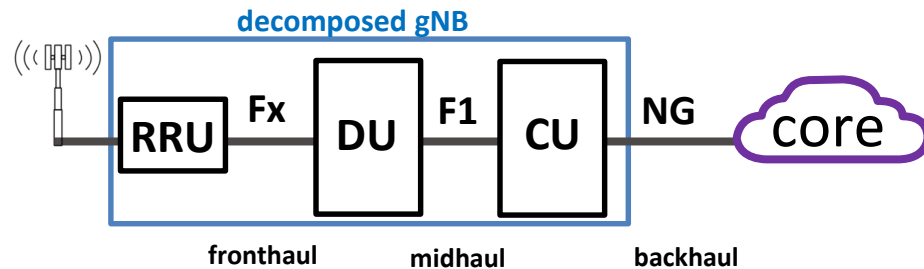 decomposed gNB
RRU
Fx
DU
F1
CU
NG
core
fronthaul
midhaul
backhaul